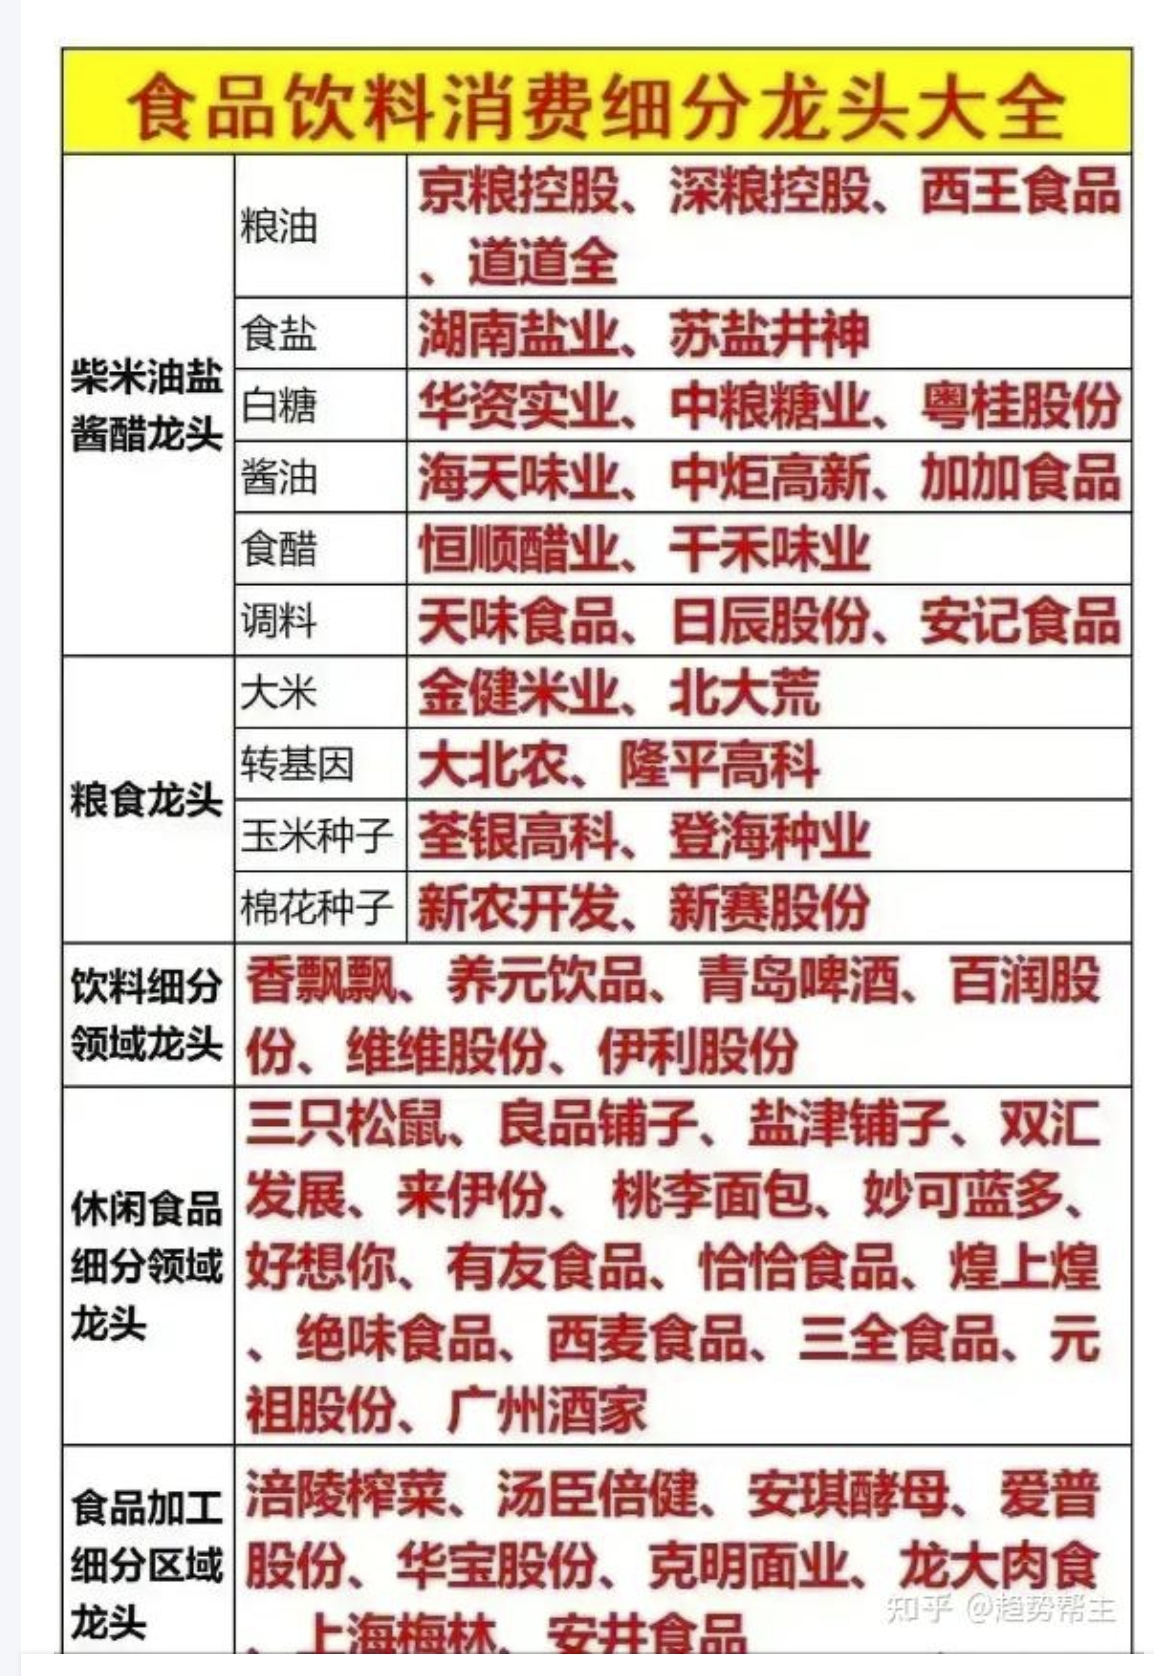 食品饮料消费细分龙头大全
柴米油盐
酱醋龙头
粮油
京粮控股、深粮控股、西王食品
、道道全
食盐
湖南盐业、苏盐井神
白糖
华资实业、中粮糖业、粤桂股份
酱油
海天味业、中炬高新、加加食品
食醋
恒顺醋业、千禾味业
调料
天味食品、日辰股份、安记食品
粮食龙头
大米
金健米业、北大荒
转基因
大北农、隆平高科
玉米种子
荃银高科、登海种业
棉花种子
新农开发、新赛股份
饮料细分
领域龙头
香飘飘、养元饮品、青岛啤酒、百润股
份、维维股份、伊利股份
休闲食品
细分领域
龙头
三只松鼠、良品铺子、盐津铺子、双汇
发展、来伊份、 桃李面包、妙可蓝多、
好想你、有友食品、恰恰食品、煌上煌
、绝味食品、西麦食品、三全食品、元
祖股份、广州酒家
食品加工
细分区域
龙头
涪陵榨菜、汤臣倍健、安琪酵母、爱普
股份、华宝股份、克明面业、龙大肉食
、上海梅林、安井食品
知乎 @趋势帮主